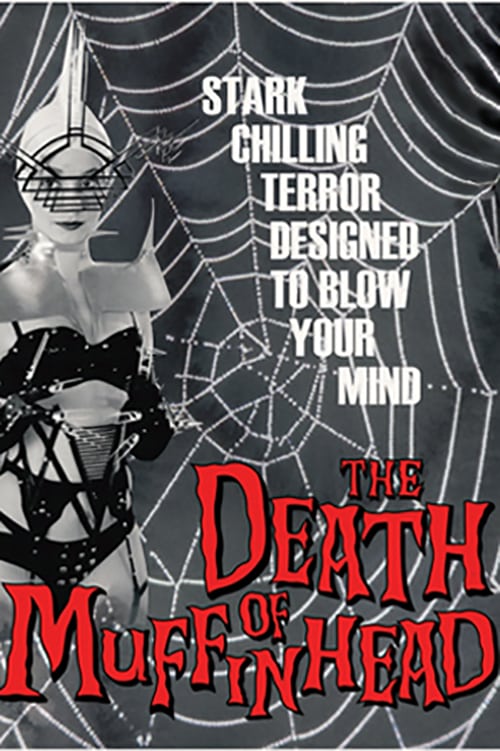 STARK
CHILLING
TERROR
DESIGNED
TO BLOW
YOUR
MIND
THE
DEATH
OF
MUFFINHEAD